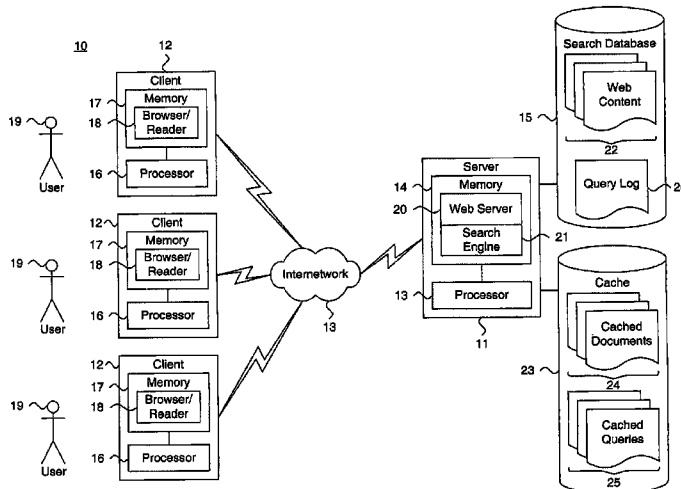 10
12
Client
17
Memory
18
Browser/
Reader
16
Processor
19
User
12
Client
17
Memory
18
Browser/
Reader
16
Processor
19
User
12
Client
17
Memory
18
Browser/
Reader
16
Processor
19
User
Internetwork
13
Server
14
Memory
20
Web Server
Search
Engine
21
13
Processor
11
Search Database
Web
Content
15
22
Query Log
Cache
Cached
Documents
23
24
Cached
Queries
25